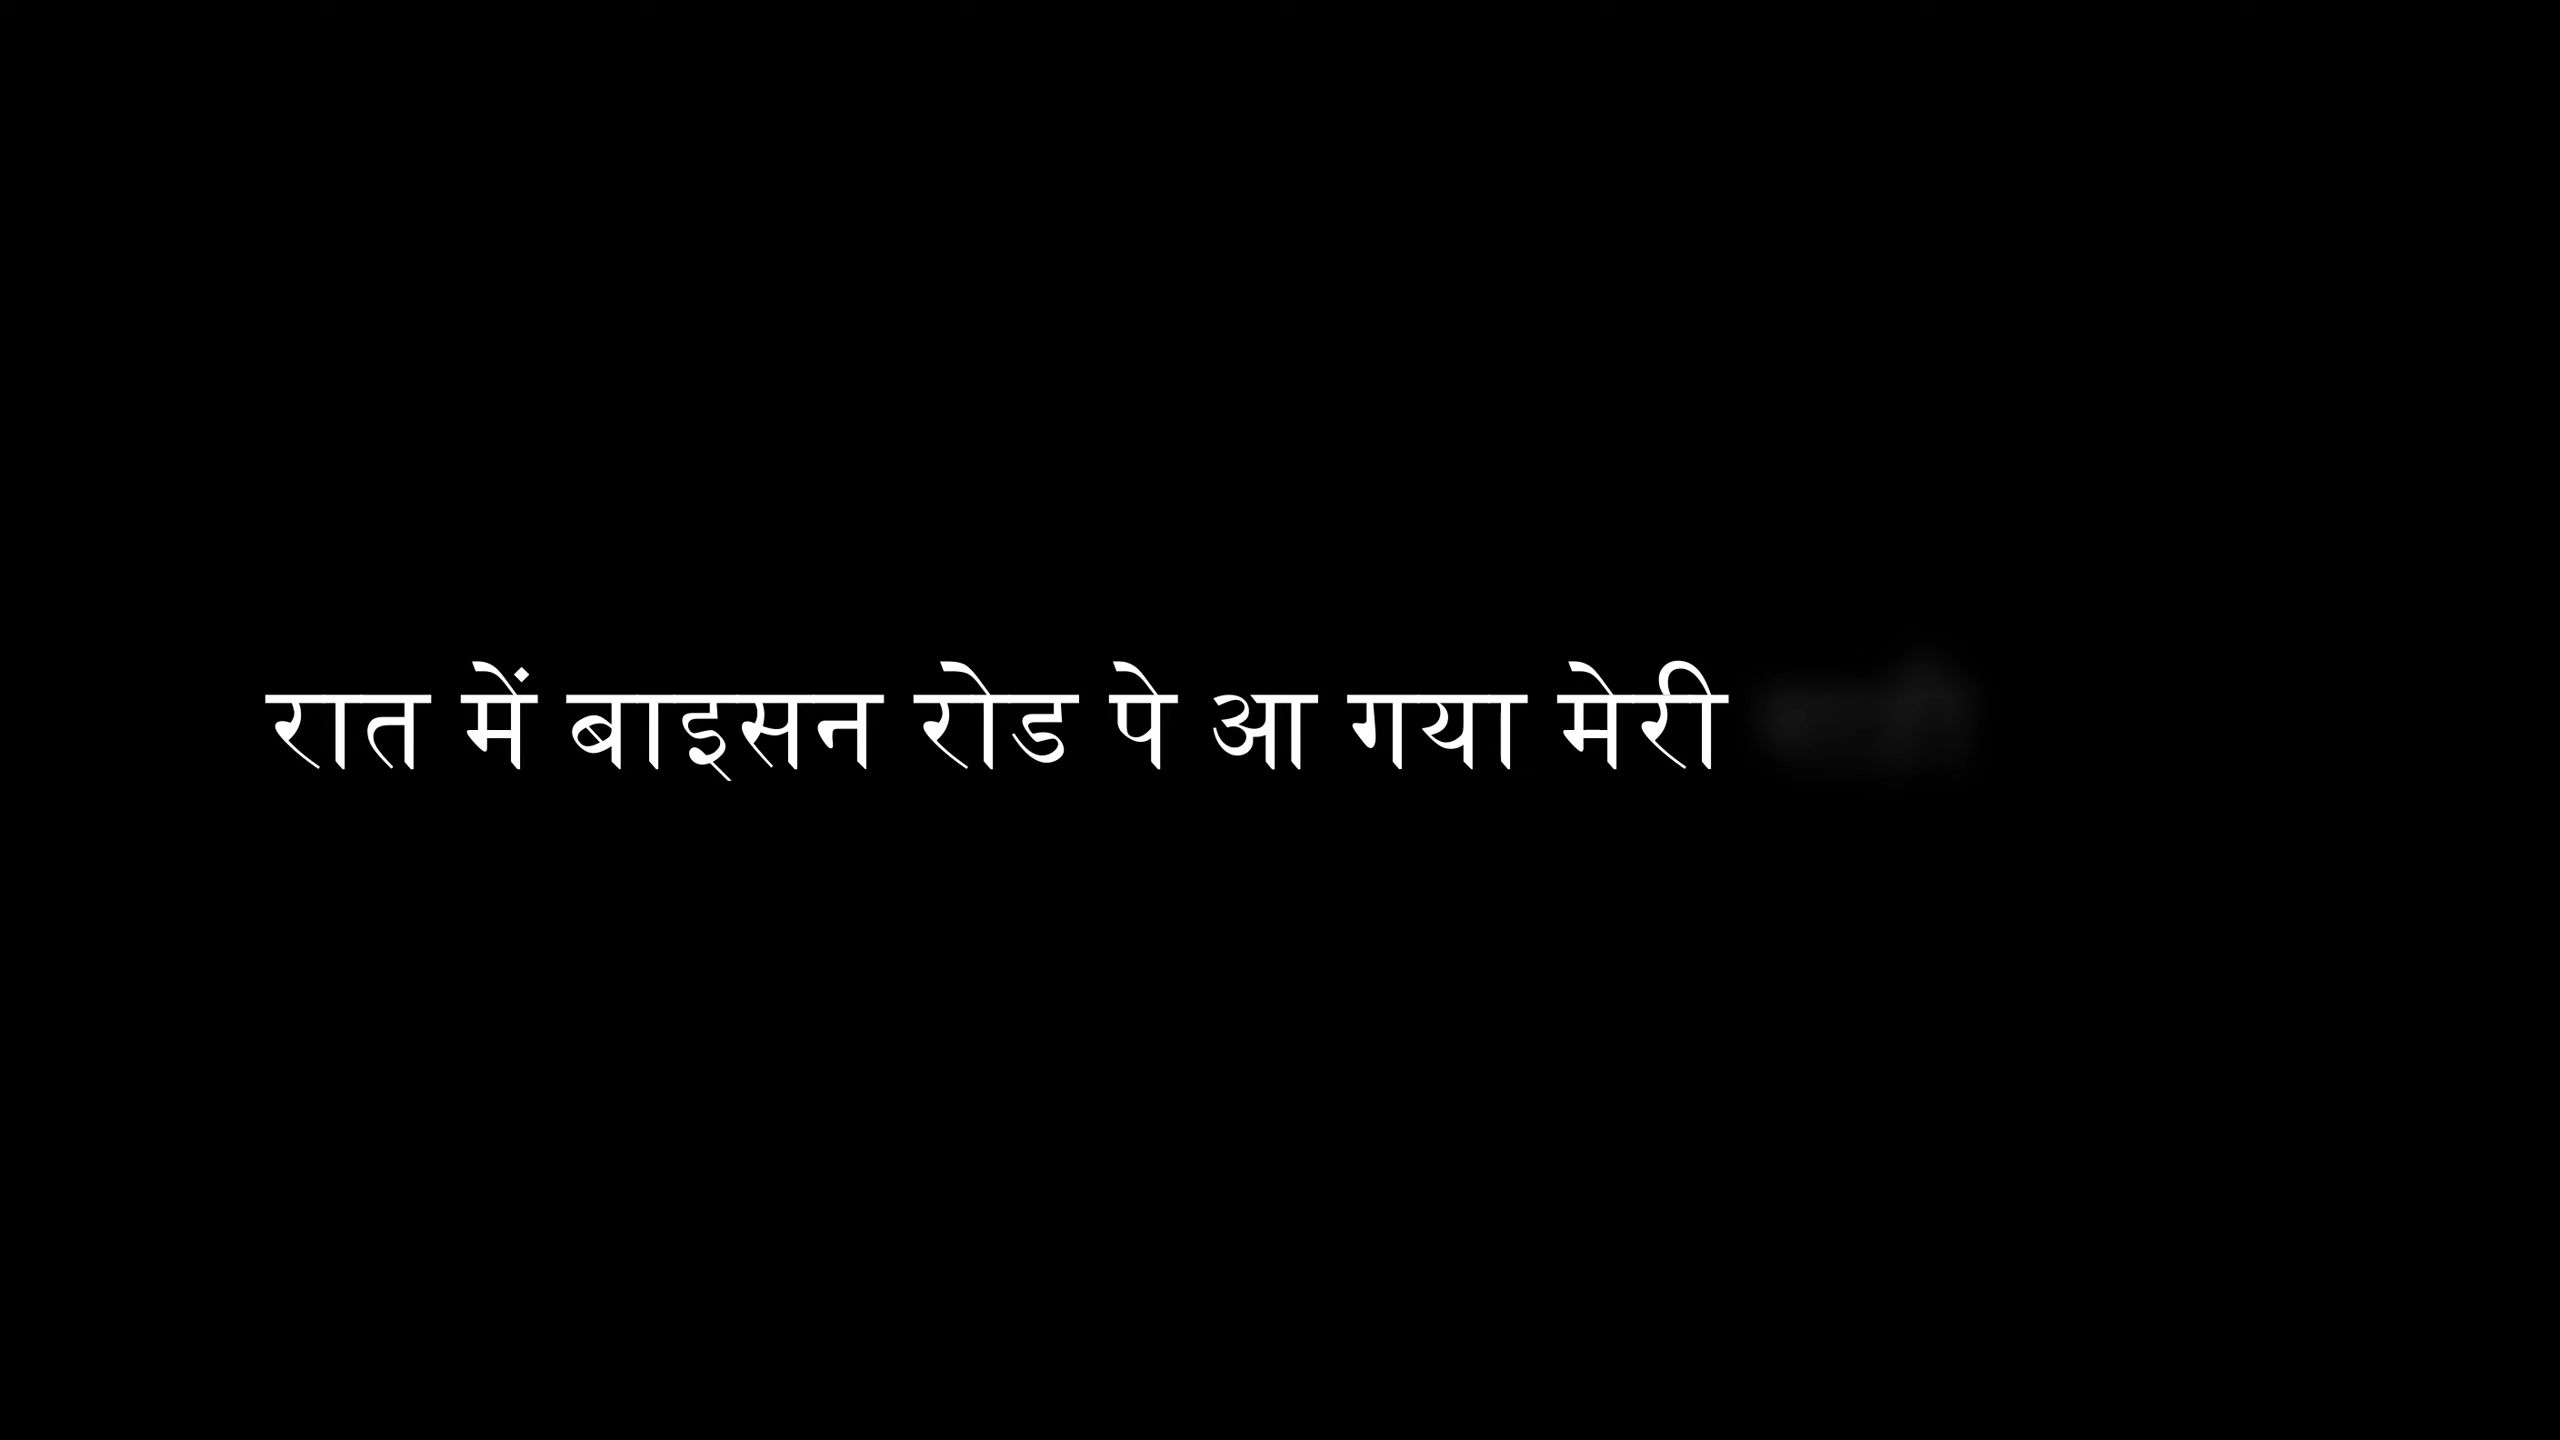 रात में बाइसन रोड पे आ गया मेरी